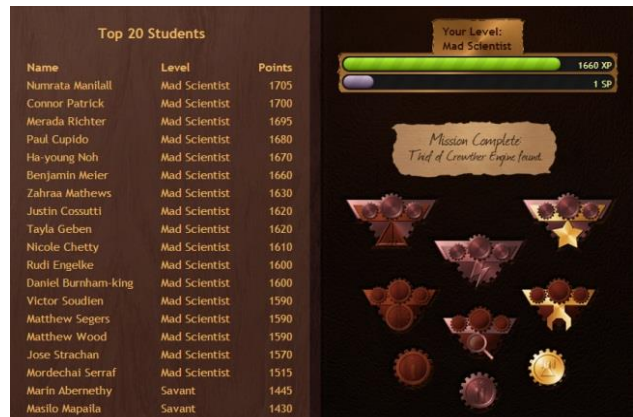 Top 20 Students
Name Level Points
Numrata Manilall Mad Scientist 1705
Connor Patrick Mad Scientist 1700
Merada Richter Mad Scientist 1695
Paul Cupido Mad Scientist 1680
Ha-young Noh Mad Scientist 1670
Benjamin Meier Mad Scientist 1660
Zahraa Mathews Mad Scientist 1630
Justin Cossutti Mad Scientist 1620
Tayla Geben Mad Scientist 1620
Nicole Chetty Mad Scientist 1610
Rudi Engelke Mad Scientist 1600
Daniel Burnham-king Mad Scientist 1600
Victor Soudien Mad Scientist 1590
Matthew Segers Mad Scientist 1590
Matthew Wood Mad Scientist 1590
Jose Strachan Mad Scientist 1570
Mordechai Serraf Mad Scientist 1515
Marin Abernethy Savant 1445
Masilo Mapaila Savant 1430
Your Level:
Mad Scientist
1660 XP
1 SP
Mission Complete:
Thief of Crowther Engine found.